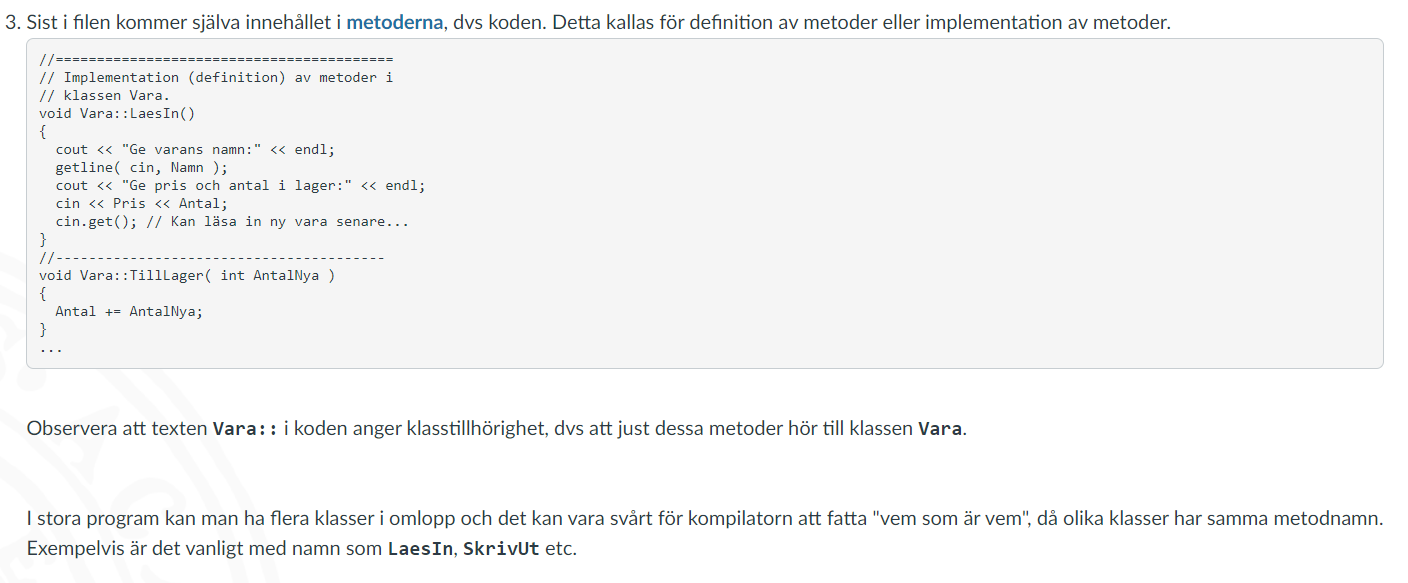 3. Sist i filen kommer själva innehållet i metoderna, dvs koden. Detta kallas för definition av metoder eller implementation av metoder.
//=========================================
// Implementation (definition) av metoder i
// klassen Vara.
void Vara::LaesIn()
{
  cout << "Ge varans namn:" << endl;
  getline( cin, Namn );
  cout << "Ge pris och antal i lager:" << endl;
  cin << Pris << Antal;
  cin.get(); // Kan läsa in ny vara senare...
}
//----------------------------------------
void Vara::TillLager( int AntalNya )
{
  Antal += AntalNya;
}
...
Observera att texten Vara:: i koden anger klasstillhörighet, dvs att just dessa metoder hör till klassen Vara.
I stora program kan man ha flera klasser i omlopp och det kan vara svårt för kompilatorn att fatta "vem som är vem", då olika klasser har samma metodnamn.
Exempelvis är det vanligt med namn som LaesIn, SkrivUt etc.